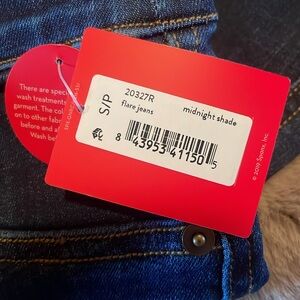 There are spec
wash treatments
garment. The col
on to other fabr
before and a
Wash be
S/P
20327R
flare jeans
midnight shade
8 43953 41150 5
© 2019 Spanx, Inc.